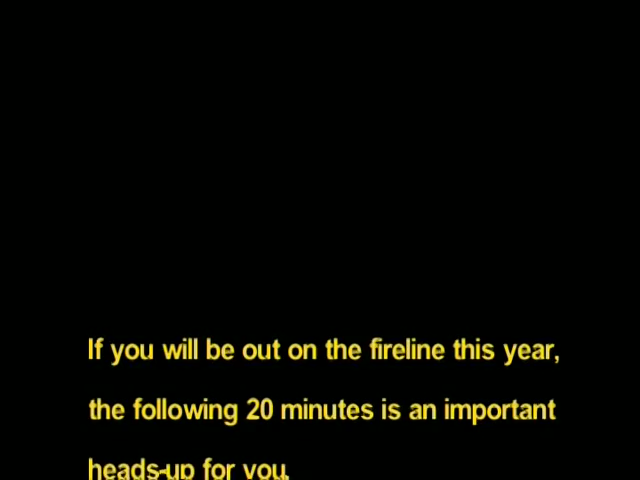 If you will be out on the fireline this year,
the following 20 minutes is an important
heads-up for you.